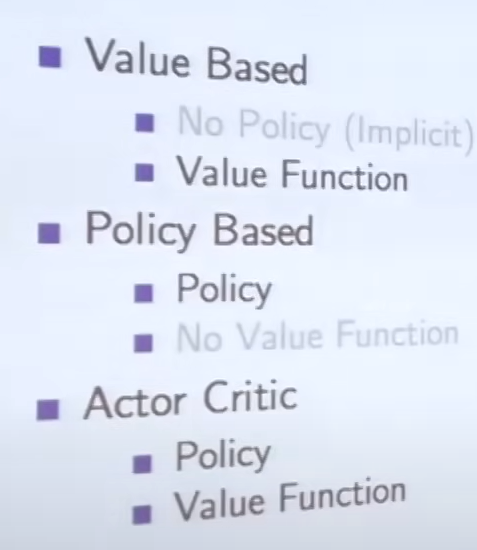 Value Based
No Policy (Implicit)
Value Function
Policy Based
Policy
No Value Function
Actor Critic
Policy
Value Function